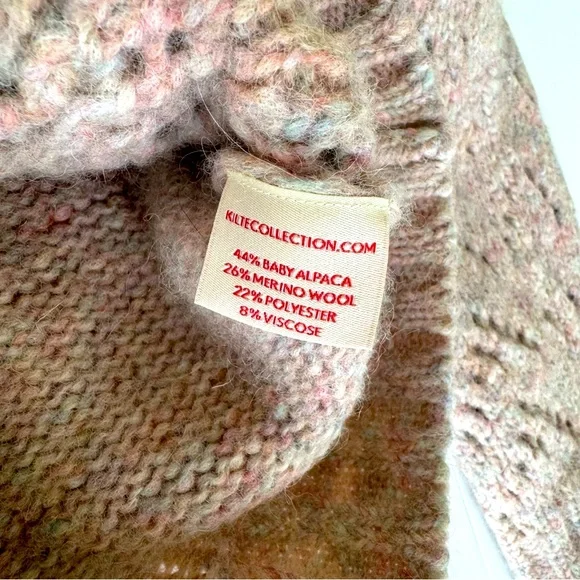 KILTECOLLECTION.COM
44% BABY ALPACA
26% MERINO WOOL
22% POLYESTER
8% VISCOSE